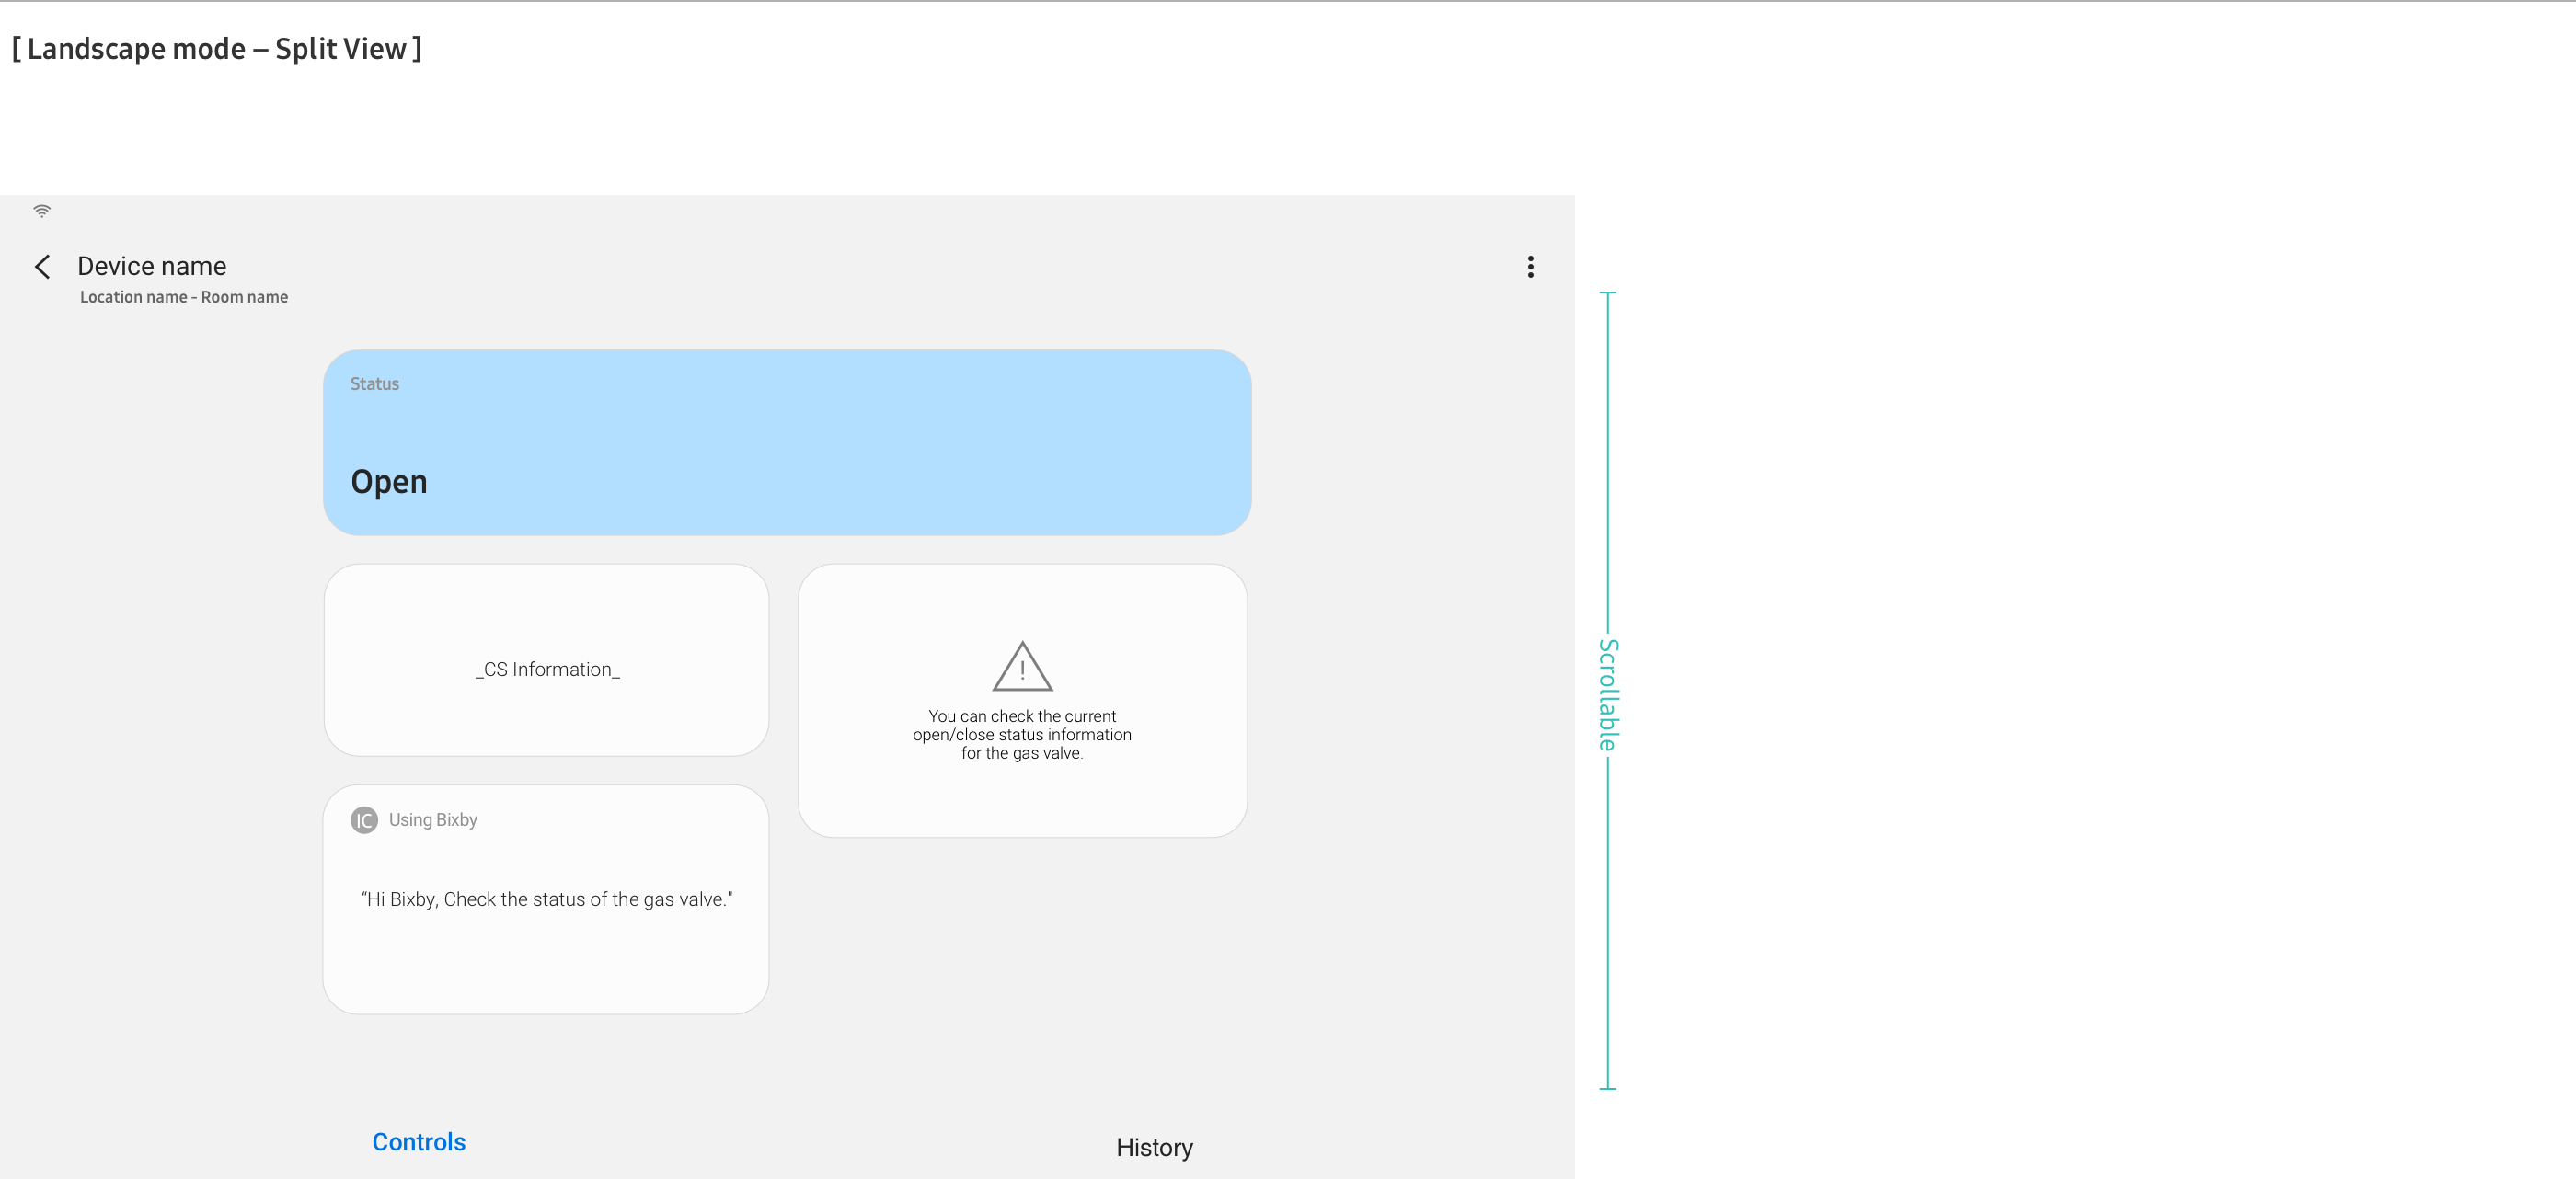 [ Landscape mode – Split View ]
Device name
Location name - Room name
Status
Open
_CS Information_
You can check the current
open/close status information
for the gas valve.
IC Using Bixby
“Hi Bixby, Check the status of the gas valve."
Scrollable
Controls
History